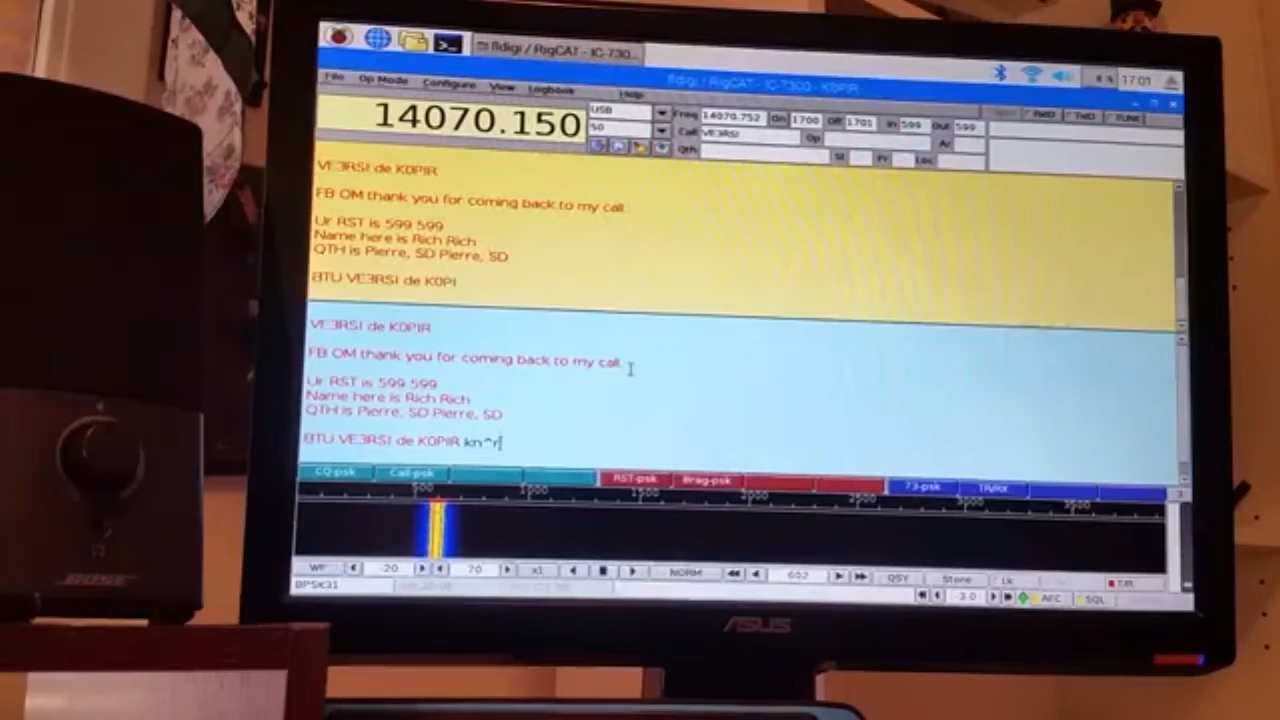 fldigi / RigCAT - IC-730...
17:01
fldigi / RigCAT - IC-7300 - K0PIR
File Op Mode Configure View Logbook Help
14070.150
USB
50
Freq 14070.752 On 1700 Off 1701 In 599 Out 599
Call VE3RSI Op Az
Qth St Pr Loc
TUNE
VE3RSI de K0PIR
FB OM thank you for coming back to my call.
Ur RST is 599 599
Name here is Rich Rich
QTH is Pierre, SD Pierre, SD
BTU VE3RSI de K0PI
VE3RSI de K0PIR
FB OM thank you for coming back to my call.
Ur RST is 599 599
Name here is Rich Rich
QTH is Pierre, SD Pierre, SD
BTU VE3RSI de K0PIR kn^r
CQ-psk Call-psk RST-psk Brag-psk 73-psk TR/RX
500 1000 1500 2000 2500 3000 3500
WF -20 70 x1 NORM 602 QSY Store Lk T/R
BPSK31 -3.0 AFC SQL
ASUS
BOSE